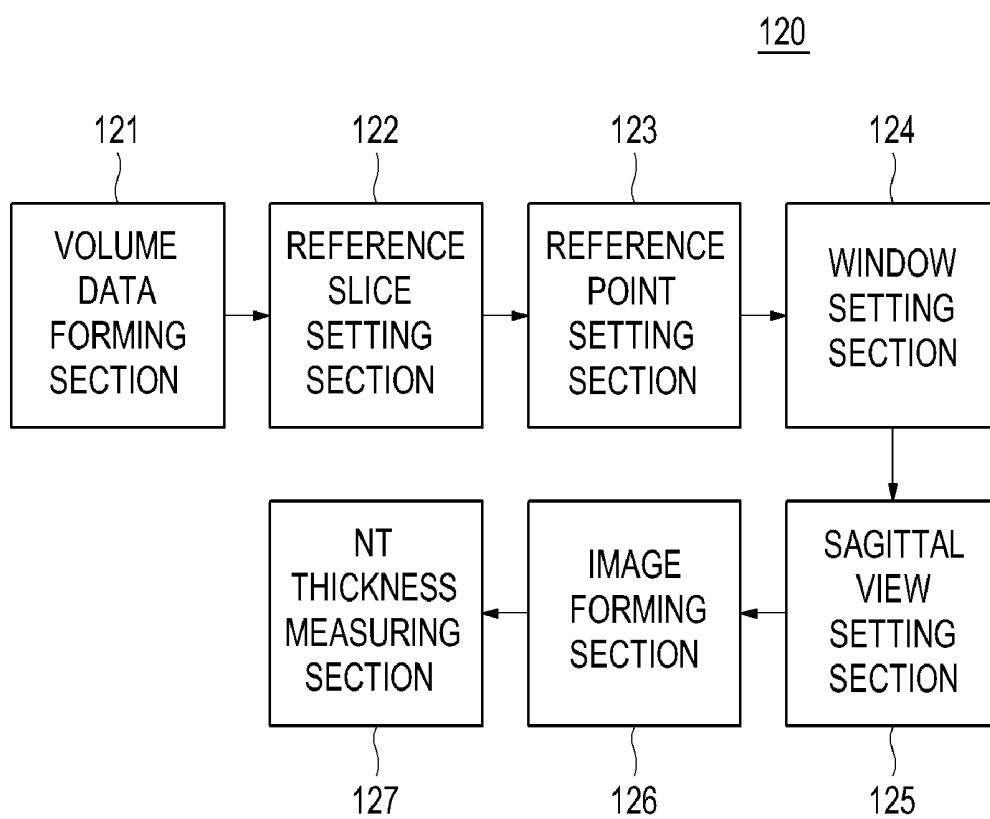 120
121
122
123
124
VOLUME
DATA
FORMING
SECTION
REFERENCE
SLICE
SETTING
SECTION
REFERENCE
POINT
SETTING
SECTION
WINDOW
SETTING
SECTION
NT
THICKNESS
MEASURING
SECTION
IMAGE
FORMING
SECTION
SAGITTAL
VIEW
SETTING
SECTION
127
126
125